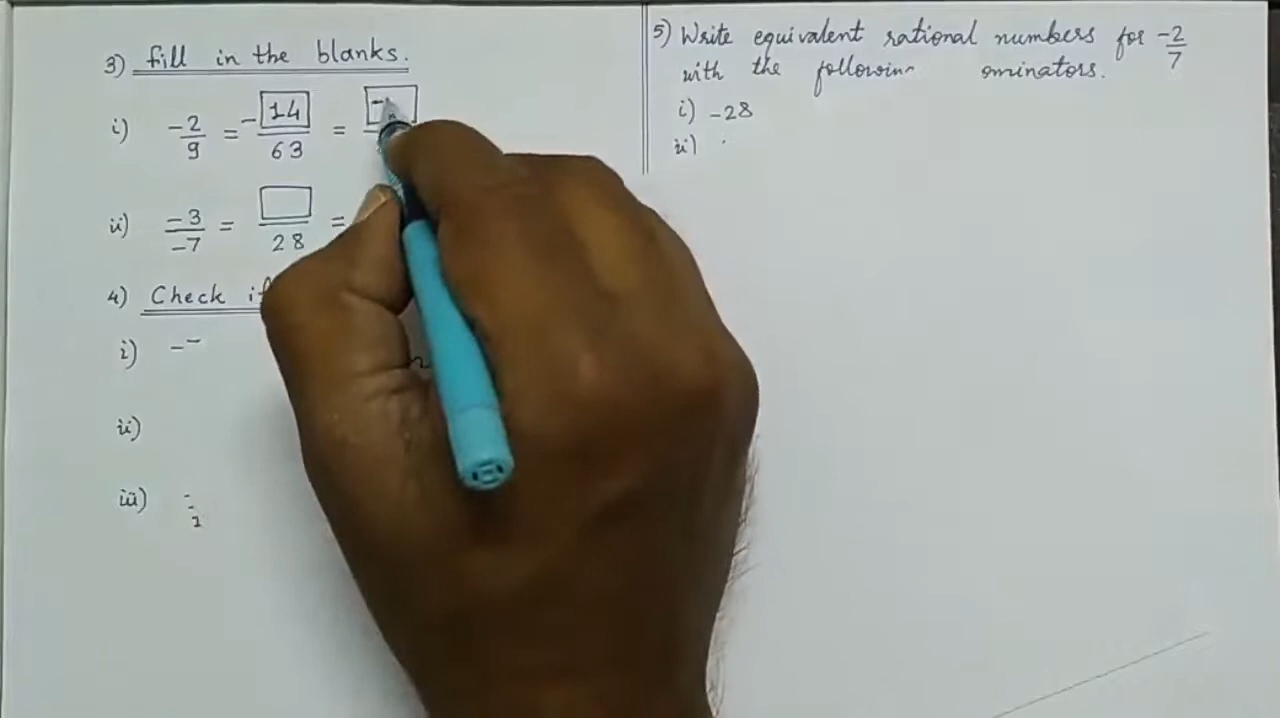 3) fill in the blanks.
i) -2/9 = -14/63 =
ii) -3/-7 = /28 =
4) Check
i)
ii)
iii)
5) Write equivalent rational numbers for -2/7
with the
i) -28
ii)